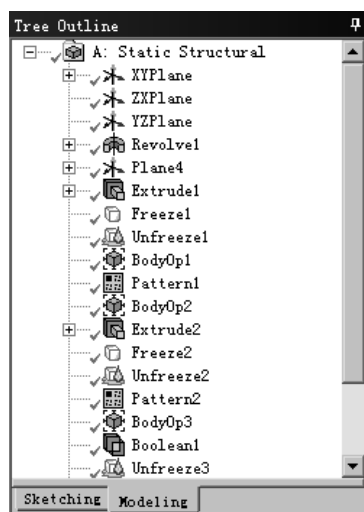 Tree Outline
A: Static Structural
XYPlane
ZXPlane
YZPlane
Revolve1
Plane4
Extrude1
Freeze1
Unfreeze1
BodyOp1
Pattern1
BodyOp2
Extrude2
Freeze2
Unfreeze2
Pattern2
BodyOp3
Boolean1
Unfreeze3
Sketching Modeling